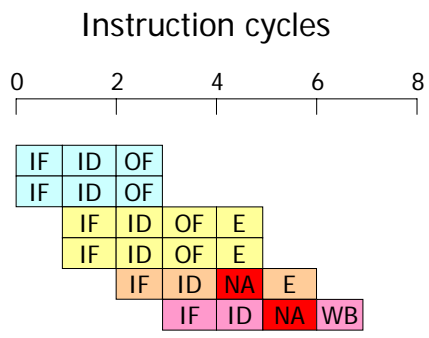 Instruction cycles
0 2 4 6 8
IF ID OF
IF ID OF
IF ID OF E
IF ID OF E
IF ID NA E
IF ID NA WB